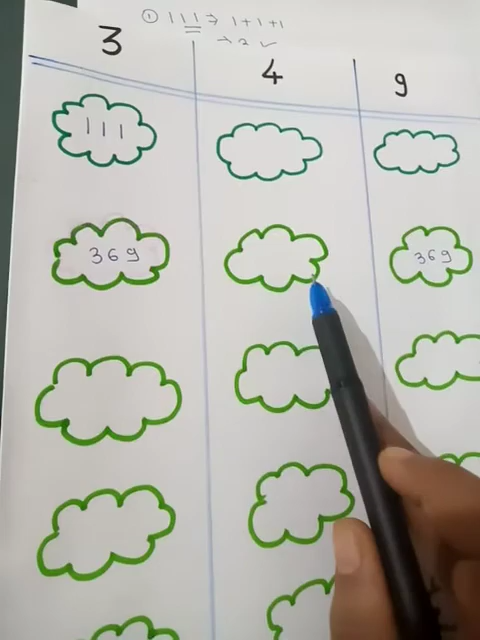 ① 111 → 1+1+1
→ 3 ✓
3 4 9
111
369 369